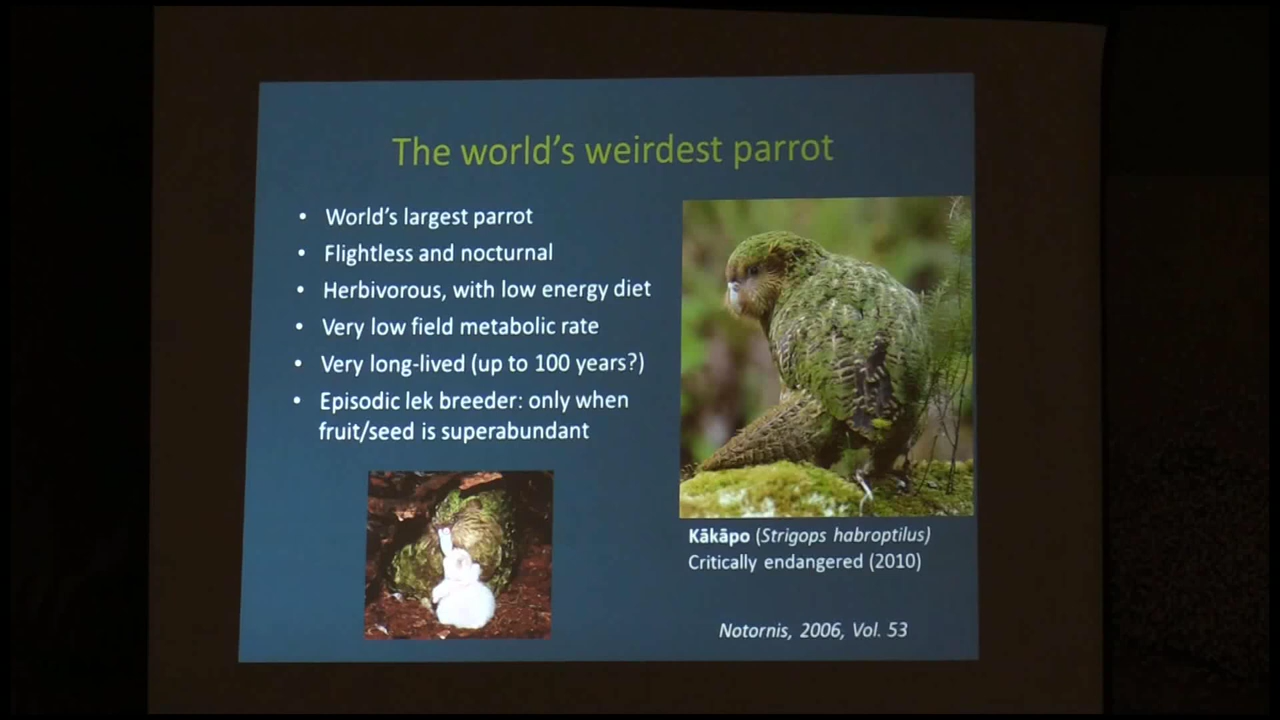 The world's weirdest parrot
• World's largest parrot
• Flightless and nocturnal
• Herbivorous, with low energy diet
• Very low field metabolic rate
• Very long-lived (up to 100 years?)
• Episodic lek breeder: only when
fruit/seed is superabundant
Kākāpo (Strigops habroptilus)
Critically endangered (2010)
Notornis, 2006, Vol. 53